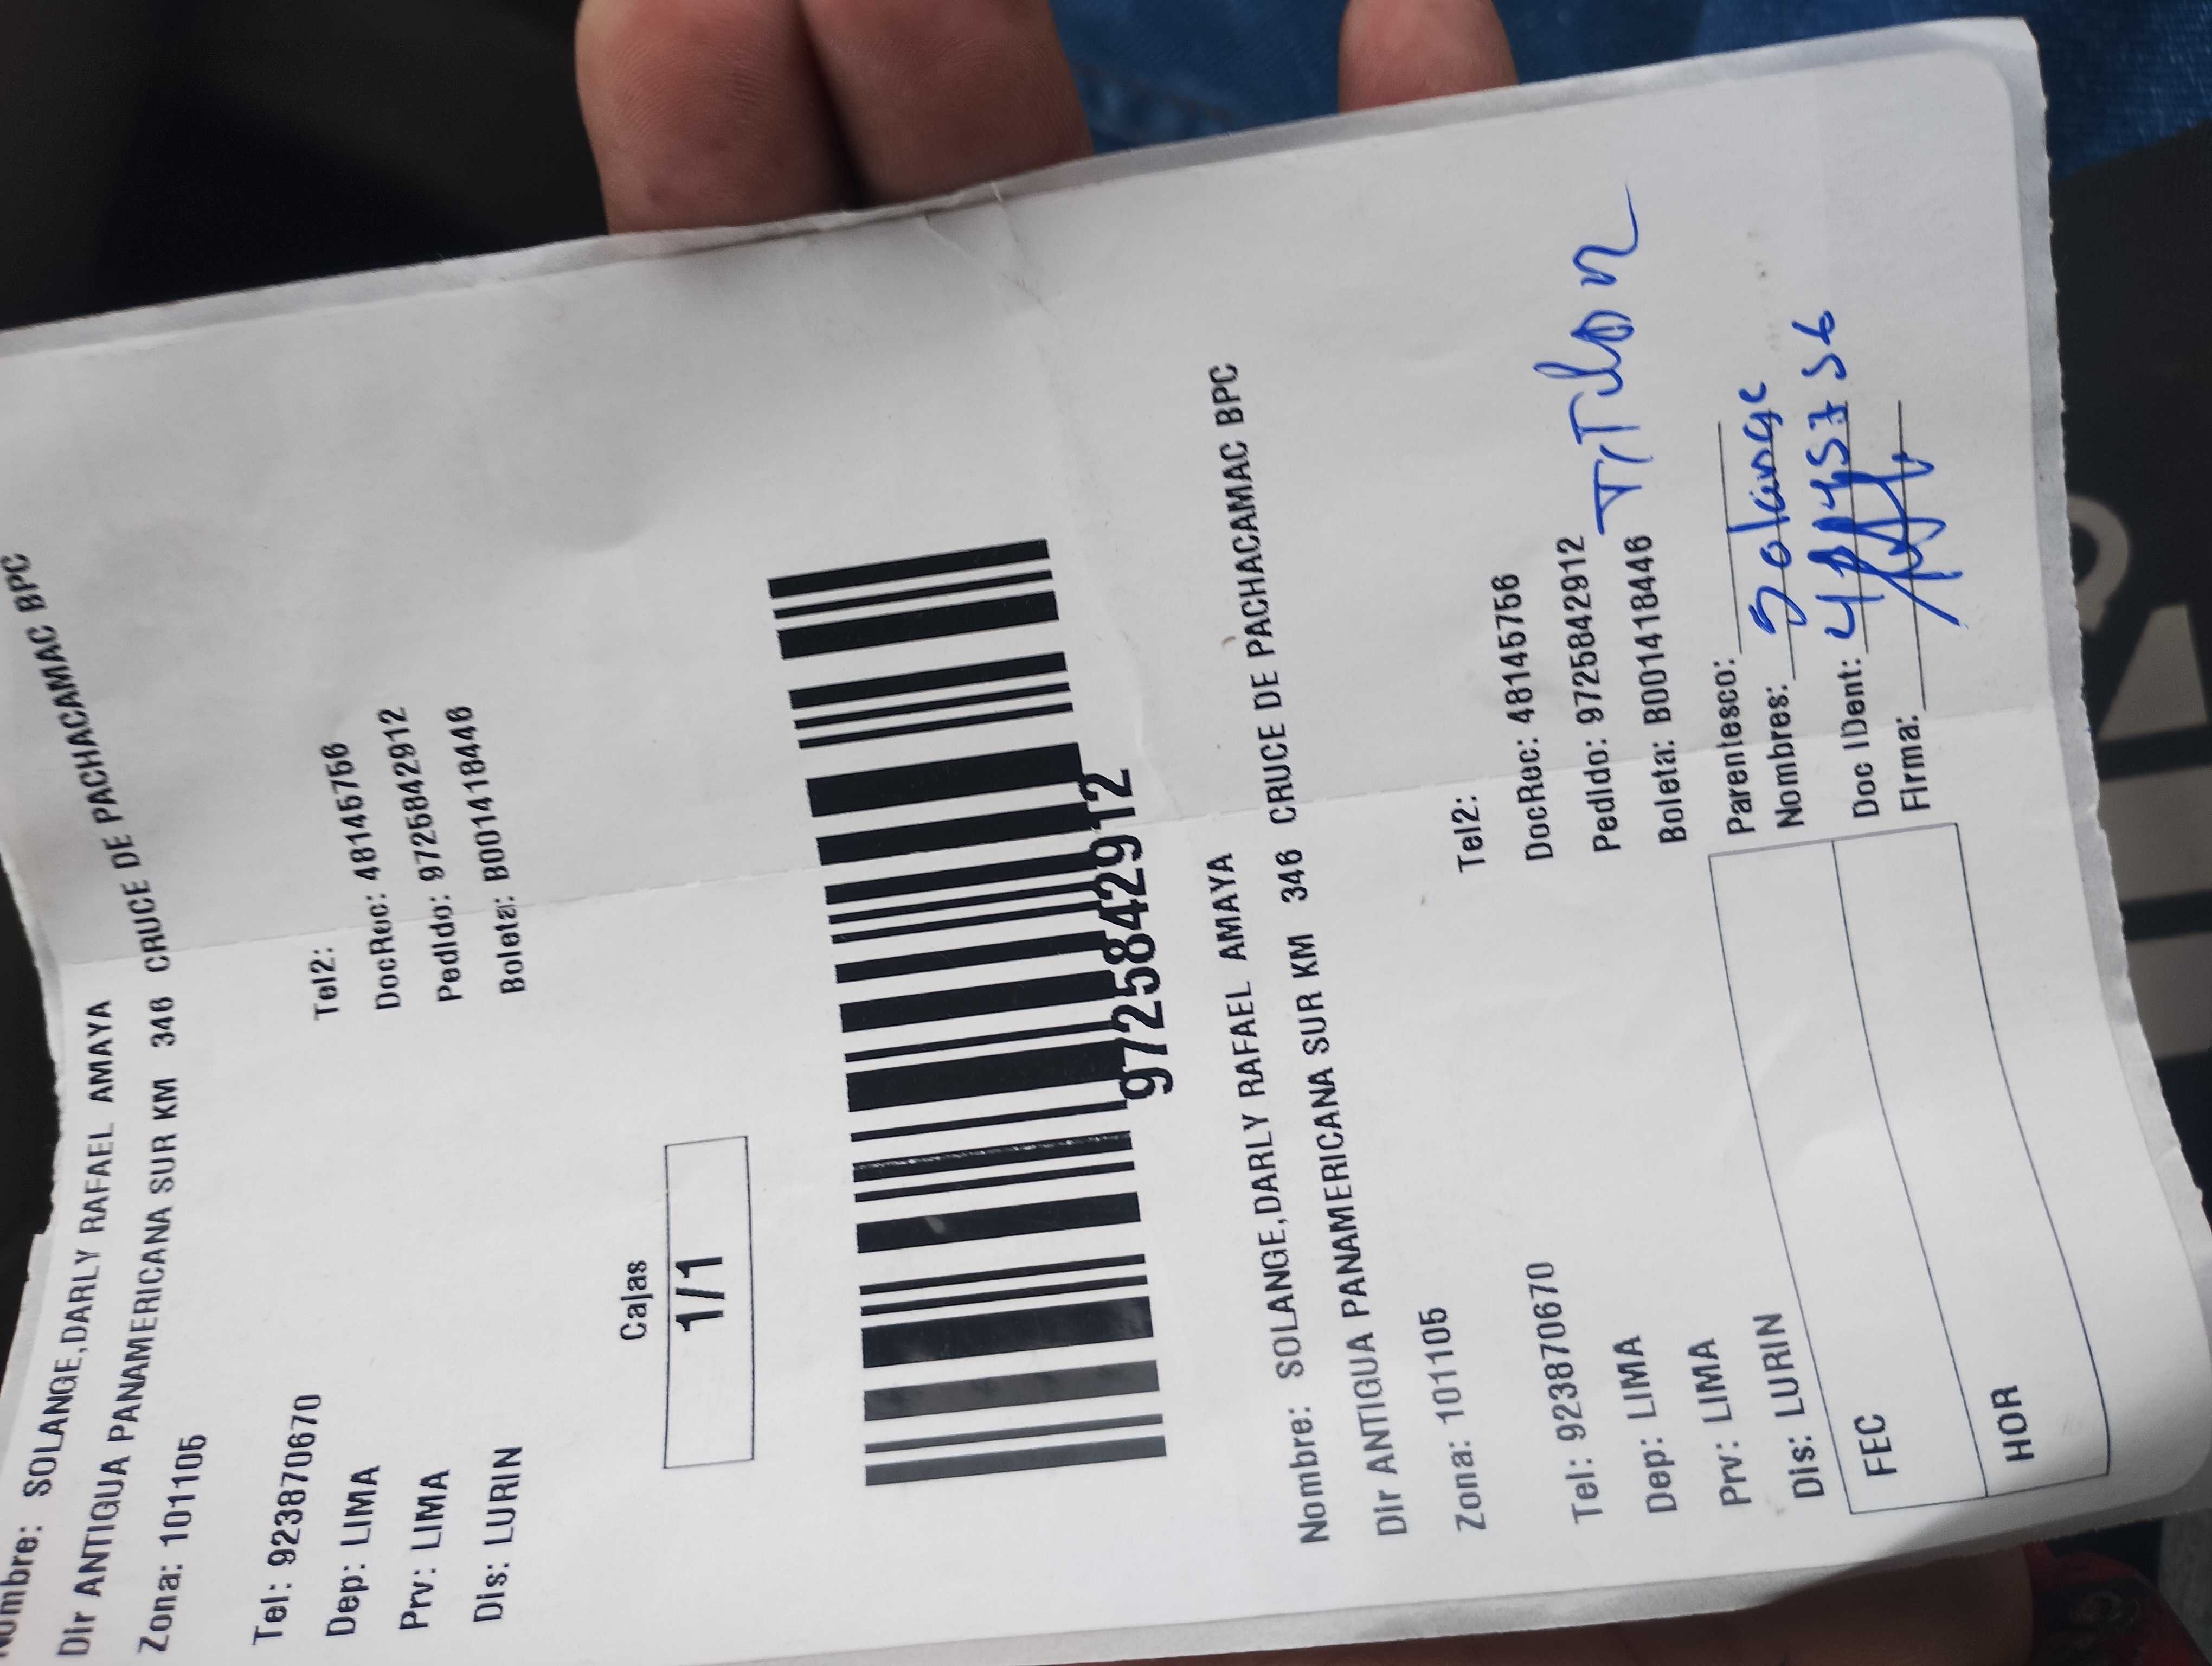 Nombre: SOLANGE,DARLY RAFAEL AMAYA
Dir ANTIGUA PANAMERICANA SUR KM 346 CRUCE DE PACHACAMAC BPC
Zona: 101105
Tel: 923870670
Tel2:
Dep: LIMA
DocRec: 48145756
Prv: LIMA
Pedido: 9725842912
Dis: LURIN
Boleta: B001418446
Cajas
1/1
9725842912
Nombre: SOLANGE,DARLY RAFAEL AMAYA
Dir ANTIGUA PANAMERICANA SUR KM 346 CRUCE DE PACHACAMAC BPC
Zona: 101105
Tel: 923870670
Tel2:
Dep: LIMA
DocRec: 48145756
Prv: LIMA
Pedido: 9725842912
Dis: LURIN
Boleta: B001418446
Parentesco:
Nombres: Solange
FEC
Doc IDent:
Firma:
HOR